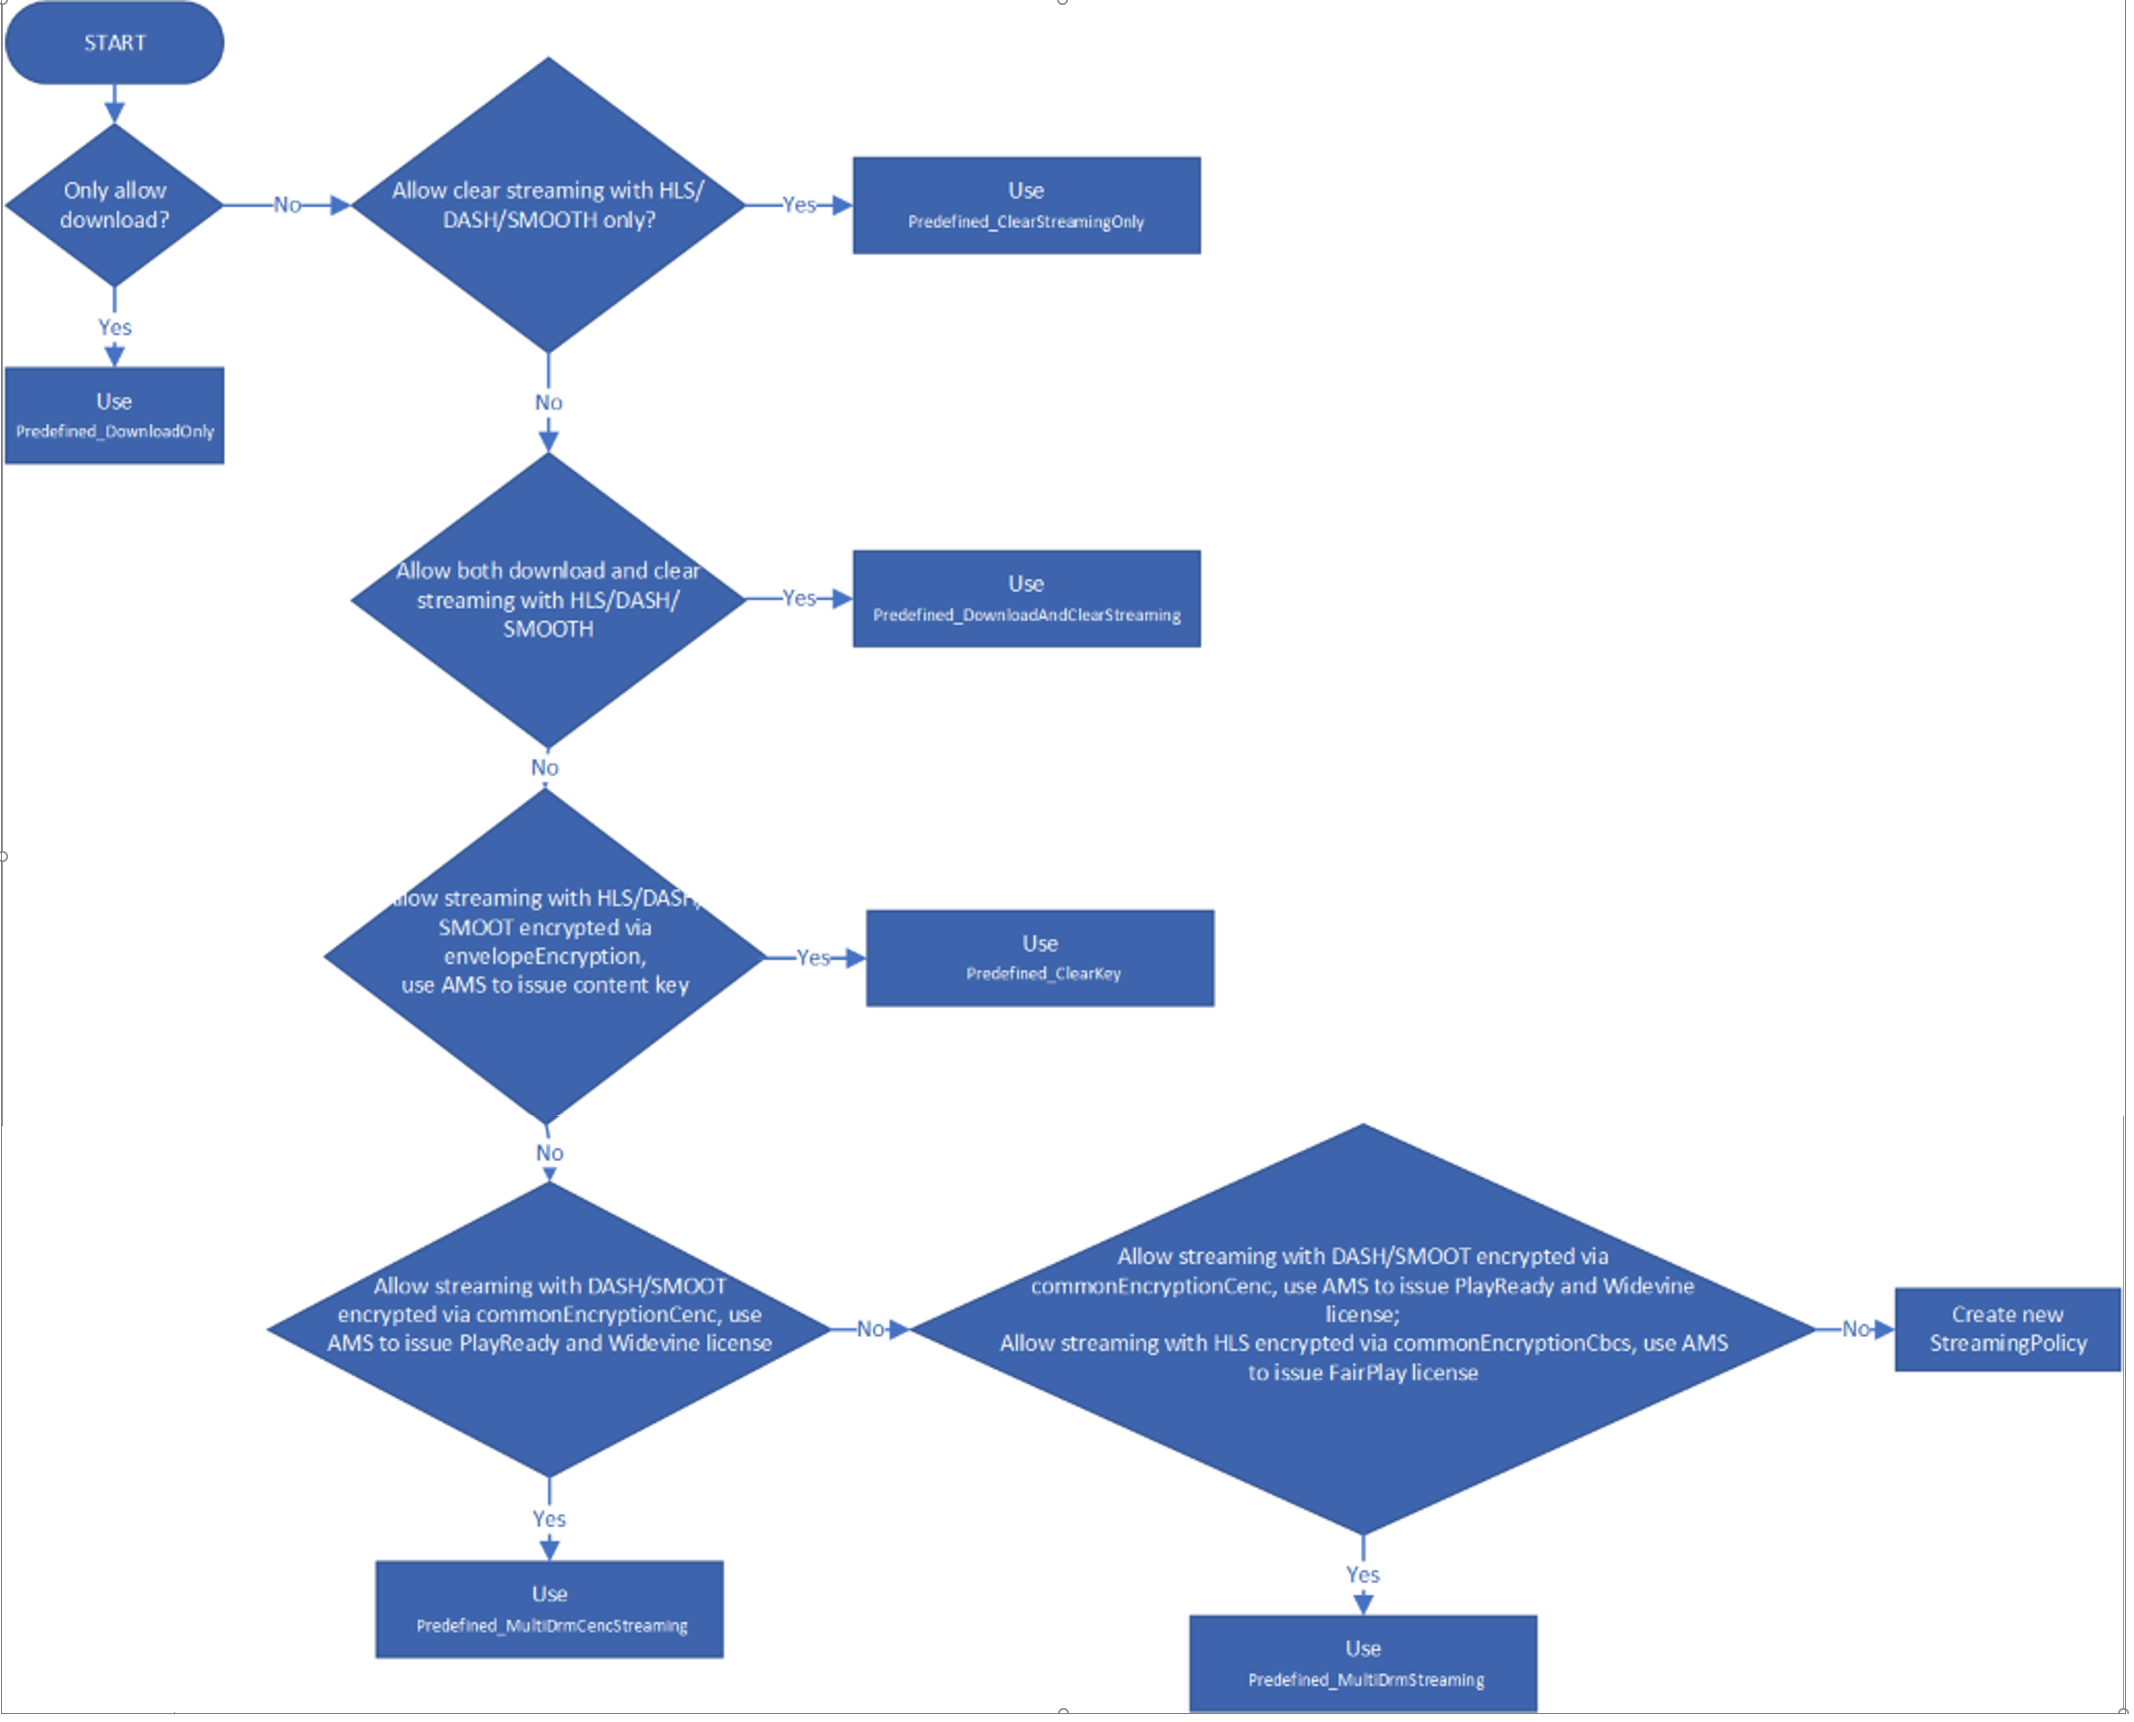 START
Only allow
download?
No
Allow clear streaming with HLS/
DASH/SMOOTH only?
Yes
Use
Predefined_ClearStreamingOnly
Yes
Use
Predefined_DownloadOnly
No
Allow both download and clear
streaming with HLS/DASH/
SMOOTH
Yes
Use
Predefined_DownloadAndClearStreaming
No
llow streaming with HLS/DASH/
SMOOT encrypted via
envelopeEncryption,
use AMS to issue content key
Yes
Use
Predefined_ClearKey
No
Allow streaming with DASH/SMOOT
encrypted via commonEncryptionCenc, use
AMS to issue PlayReady and Widevine license
No
Allow streaming with DASH/SMOOT encrypted via
commonEncryptionCenc, use AMS to issue PlayReady and Widevine
license;
Allow streaming with HLS encrypted via commonEncryptionCbcs, use AMS
to issue FairPlay license
No
Create new
StreamingPolicy
Yes
Use
Predefined_MultiDrmCencStreaming
Yes
Use
Predefined_MultiDrmStreaming